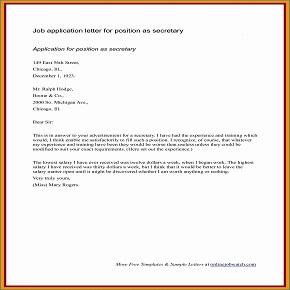 Job application letter for position as secretary
Application for position as secretary
149 East 56th Street,
Chicago, Ill.,
December 1, 1923.
Mr. Ralph Hodge,
Boone & Co.,
2000 So. Michigan Ave.,
Chicago, Ill.
Dear Sir:
This is in answer to your advertisement for a secretary. I have had the experience and training which
would, I think enable me satisfactorily to fill such a position. I recognize, of course, that whatever
my experience and training have been they would be worse than useless unless they could be
modified to suit your exact requirements. (Here set out the experience.)
The lowest salary I have ever received was twelve dollars a week, when I began work. The highest
salary I have received was thirty dollars a week, but I think that it would be better to leave the
salary matter open until it might be discovered whether I am worth anything or nothing.
Very truly yours,
(Miss) Mary Rogers.
More Free Templates & Sample Letters at onlinejobwatch.com